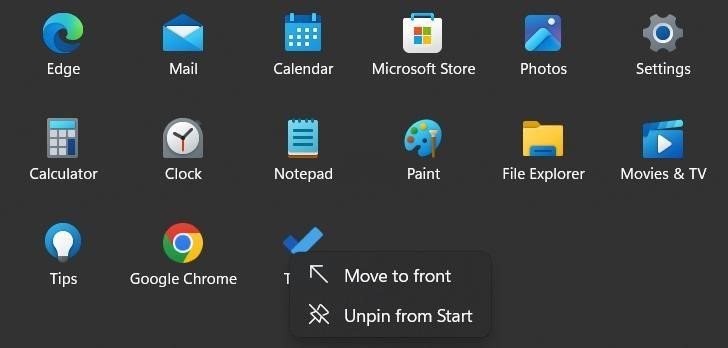 Edge
Mail
Calendar
Microsoft Store
Photos
Settings
Calculator
Clock
Notepad
Paint
File Explorer
Movies & TV
Tips
Google Chrome
Move to front
Unpin from Start